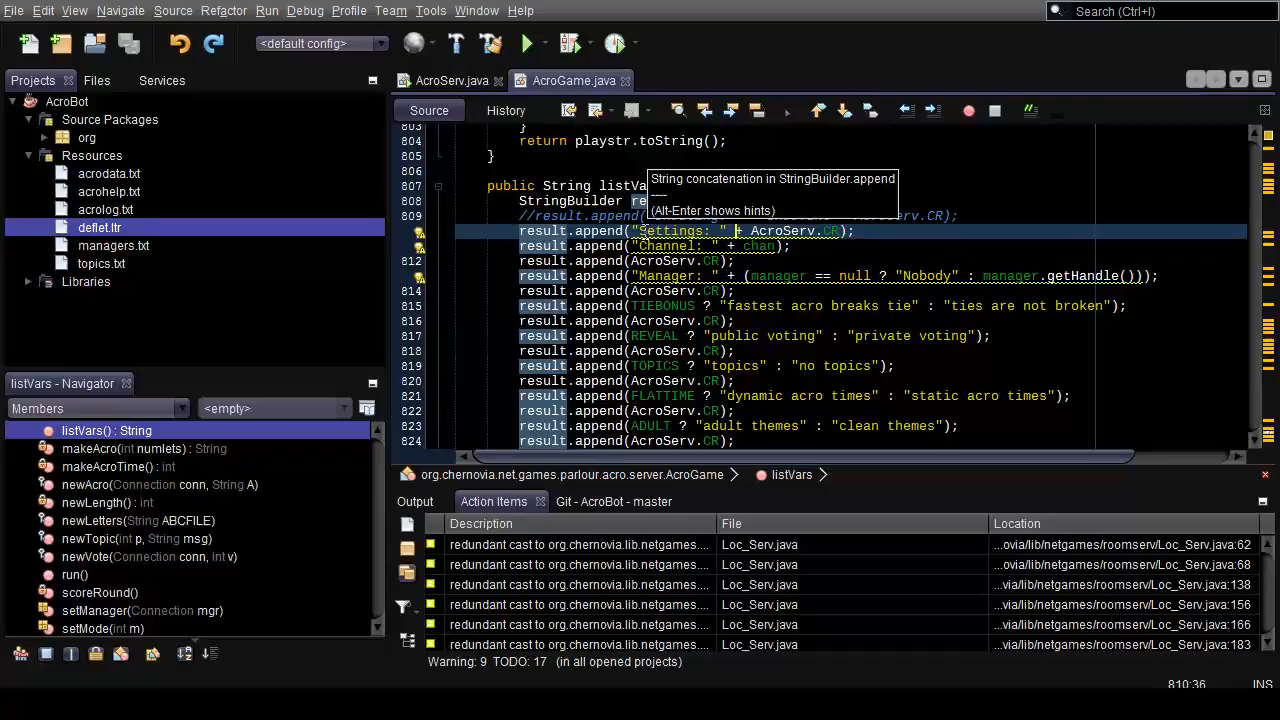 File Edit View Navigate Source Refactor Run Debug Profile Team Tools Window Help
Search (Ctrl+I)
<default config>
Projects Files Services
AcroServ.java AcroGame.java
Source History
AcroBot
Source Packages
org
Resources
acrodata.txt
acrohelp.txt
acrolog.txt
deflet.ltr
managers.txt
topics.txt
Libraries
803 }
804 return playstr.toString();
805 }
806
807 public String listVa
808 StringBuilder re
809 //result.append(
String concatenation in StringBuilder.append
----
(Alt-Enter shows hints)
erv.CR);
result.append("Settings: " + AcroServ.CR);
result.append("Channel: " + chan);
812 result.append(AcroServ.CR);
result.append("Manager: " + (manager == null ? "Nobody" : manager.getHandle()));
814 result.append(AcroServ.CR);
815 result.append(TIEBONUS ? "fastest acro breaks tie" : "ties are not broken");
816 result.append(AcroServ.CR);
817 result.append(REVEAL ? "public voting" : "private voting");
818 result.append(AcroServ.CR);
819 result.append(TOPICS ? "topics" : "no topics");
820 result.append(AcroServ.CR);
821 result.append(FLATTIME ? "dynamic acro times" : "static acro times");
822 result.append(AcroServ.CR);
823 result.append(ADULT ? "adult themes" : "clean themes");
824 result.append(AcroServ.CR);
org.chernovia.net.games.parlour.acro.server.AcroGame listVars
listVars - Navigator
Members <empty>
listVars() : String
makeAcro(int numlets) : String
makeAcroTime() : int
newAcro(Connection conn, String A)
newLength() : int
newLetters(String ABCFILE)
newTopic(int p, String msg)
newVote(Connection conn, int v)
run()
scoreRound()
setManager(Connection mgr)
setMode(int m)
Output Action Items Git - AcroBot - master
Description File Location
redundant cast to org.chernovia.lib.netgames.... Loc_Serv.java ...ovia/lib/netgames/roomserv/Loc_Serv.java:62
redundant cast to org.chernovia.lib.netgames.... Loc_Serv.java ...ovia/lib/netgames/roomserv/Loc_Serv.java:68
redundant cast to org.chernovia.lib.netgames.... Loc_Serv.java ...via/lib/netgames/roomserv/Loc_Serv.java:138
redundant cast to org.chernovia.lib.netgames.... Loc_Serv.java ...via/lib/netgames/roomserv/Loc_Serv.java:156
redundant cast to org.chernovia.lib.netgames.... Loc_Serv.java ...via/lib/netgames/roomserv/Loc_Serv.java:166
redundant cast to org.chernovia.lib.netgames.... Loc_Serv.java ...via/lib/netgames/roomserv/Loc_Serv.java:183
Warning: 9 TODO: 17 (in all opened projects)
810:36 INS